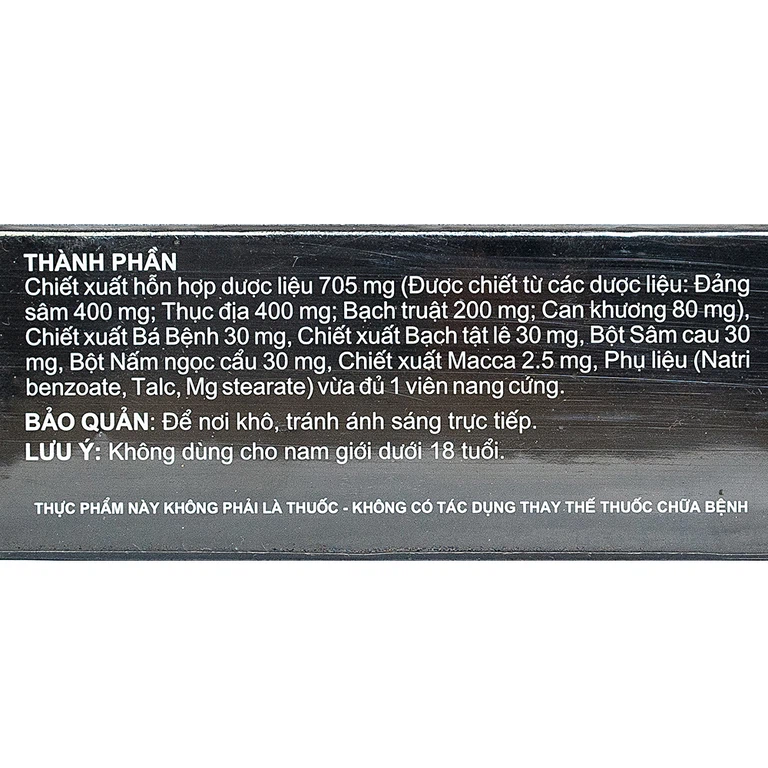 THÀNH PHẦN
Chiết xuất hỗn hợp dược liệu 705 mg (Được chiết từ các dược liệu: Đảng
sâm 400 mg; Thục địa 400 mg; Bạch truật 200 mg; Can khương 80 mg),
Chiết xuất Bá Bệnh 30 mg, Chiết xuất Bạch tật lê 30 mg, Bột Sâm cau 30
mg, Bột Nấm ngọc cẩu 30 mg, Chiết xuất Macca 2.5 mg, Phụ liệu (Natri
benzoate, Talc, Mg stearate) vừa đủ 1 viên nang cứng.
BẢO QUẢN: Để nơi khô, tránh ánh sáng trực tiếp.
LƯU Ý: Không dùng cho nam giới dưới 18 tuổi.
THỰC PHẨM NÀY KHÔNG PHẢI LÀ THUỐC - KHÔNG CÓ TÁC DỤNG THAY THẾ THUỐC CHỮA BỆNH